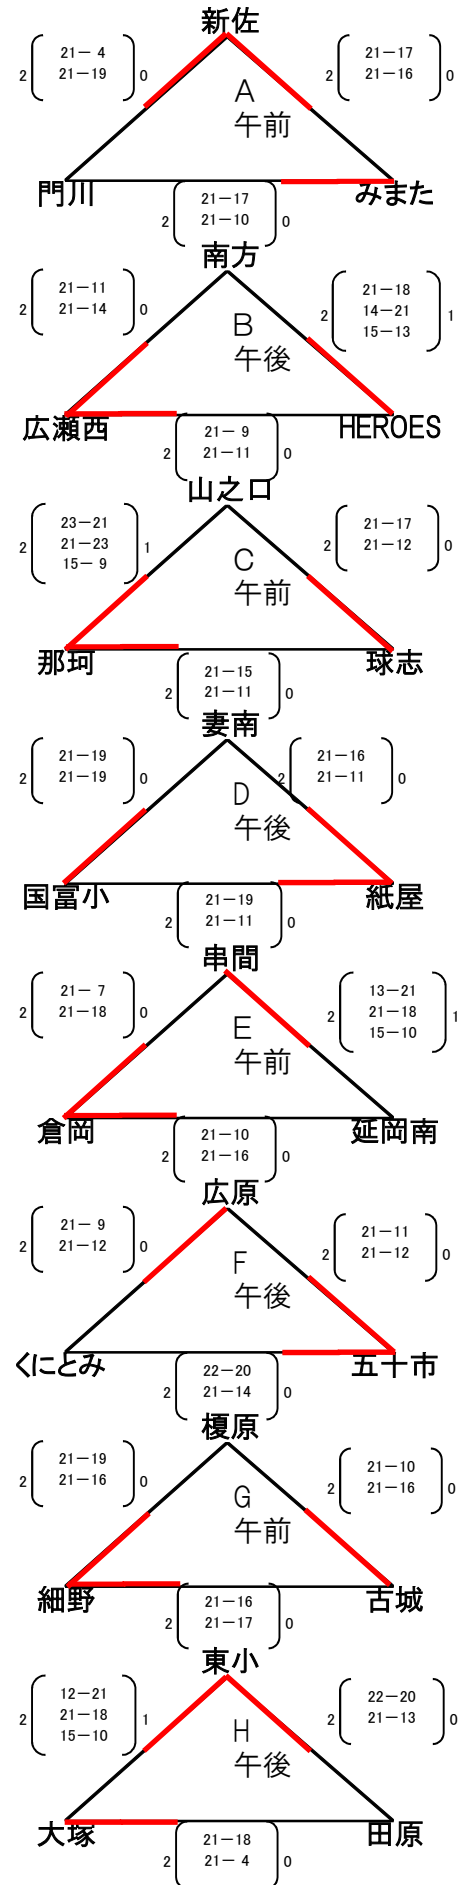 新佐
2 21－ 4 0
21－19
2 21－17 0
21－16
A
午前
門川
みまた
2 21－17 0
21－10
南方
2 21－11 0
21－14
2 21－18 1
14－21
15－13
B
午後
広瀬西
HEROES
2 21－ 9 0
21－11
山之口
2 23－21 1
21－23
15－ 9
2 21－17 0
21－12
C
午前
那珂
球志
2 21－15 0
21－11
妻南
2 21－19 0
21－19
2 21－16 0
21－11
D
午後
国富小
紙屋
2 21－19 0
21－11
串間
2 21－ 7 0
21－18
2 13－21 1
21－18
15－10
E
午前
倉岡
延岡南
2 21－10 0
21－16
広原
2 21－ 9 0
21－12
2 21－11 0
21－12
F
午後
くにとみ
五十市
2 22－20 0
21－14
榎原
2 21－19 0
21－16
2 21－10 0
21－16
G
午前
細野
古城
2 21－16 0
21－17
東小
2 12－21 1
21－18
15－10
2 22－20 0
21－13
H
午後
大塚
田原
2 21－18 0
21－ 4